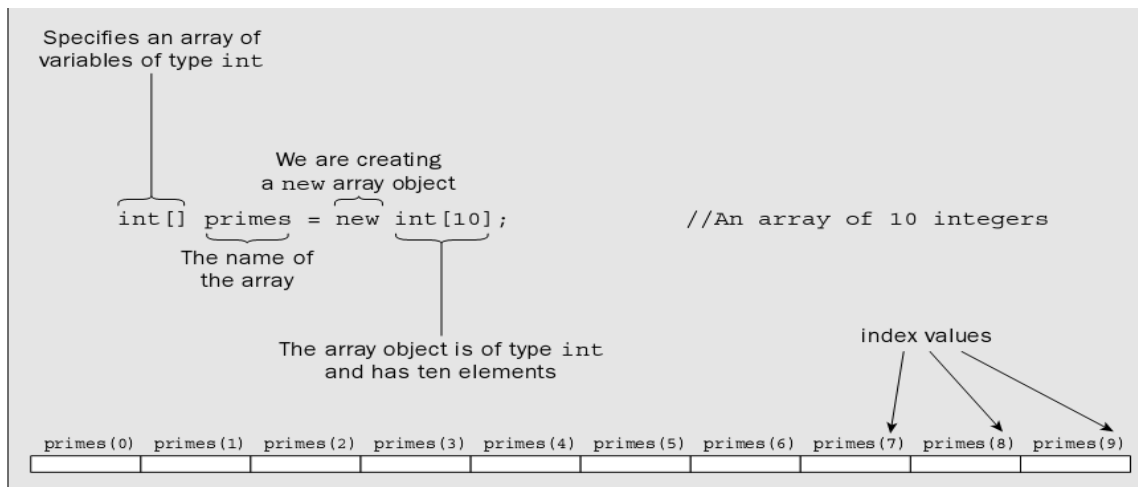 Specifies an array of
variables of type int
We are creating
a new array object
int[] primes = new int[10]; //An array of 10 integers
The name of
the array
The array object is of type int
and has ten elements
index values
primes(0) primes(1) primes(2) primes(3) primes(4) primes(5) primes(6) primes(7) primes(8) primes(9)